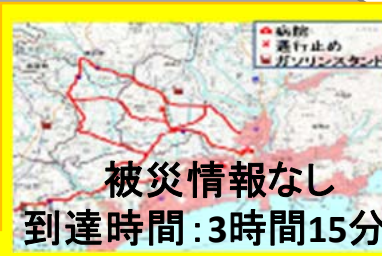 病院
通行止め
ガソリンスタンド
被災情報なし
到達時間：3時間15分